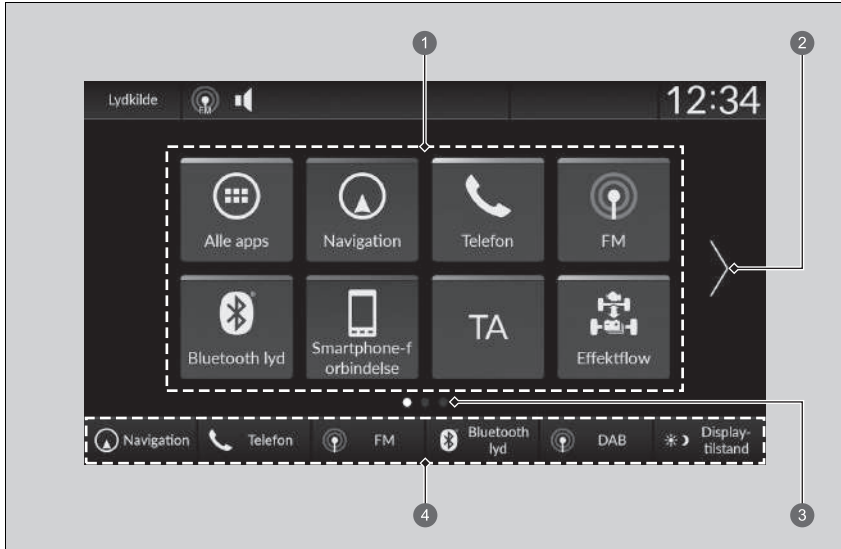 1
2
Lydkilde
FM
12:34
Alle apps
Navigation
Telefon
FM
Bluetooth lyd
Smartphone-f
orbindelse
TA
Effektflow
Navigation
Telefon
FM
Bluetooth
lyd
DAB
Display-
tilstand
4
3